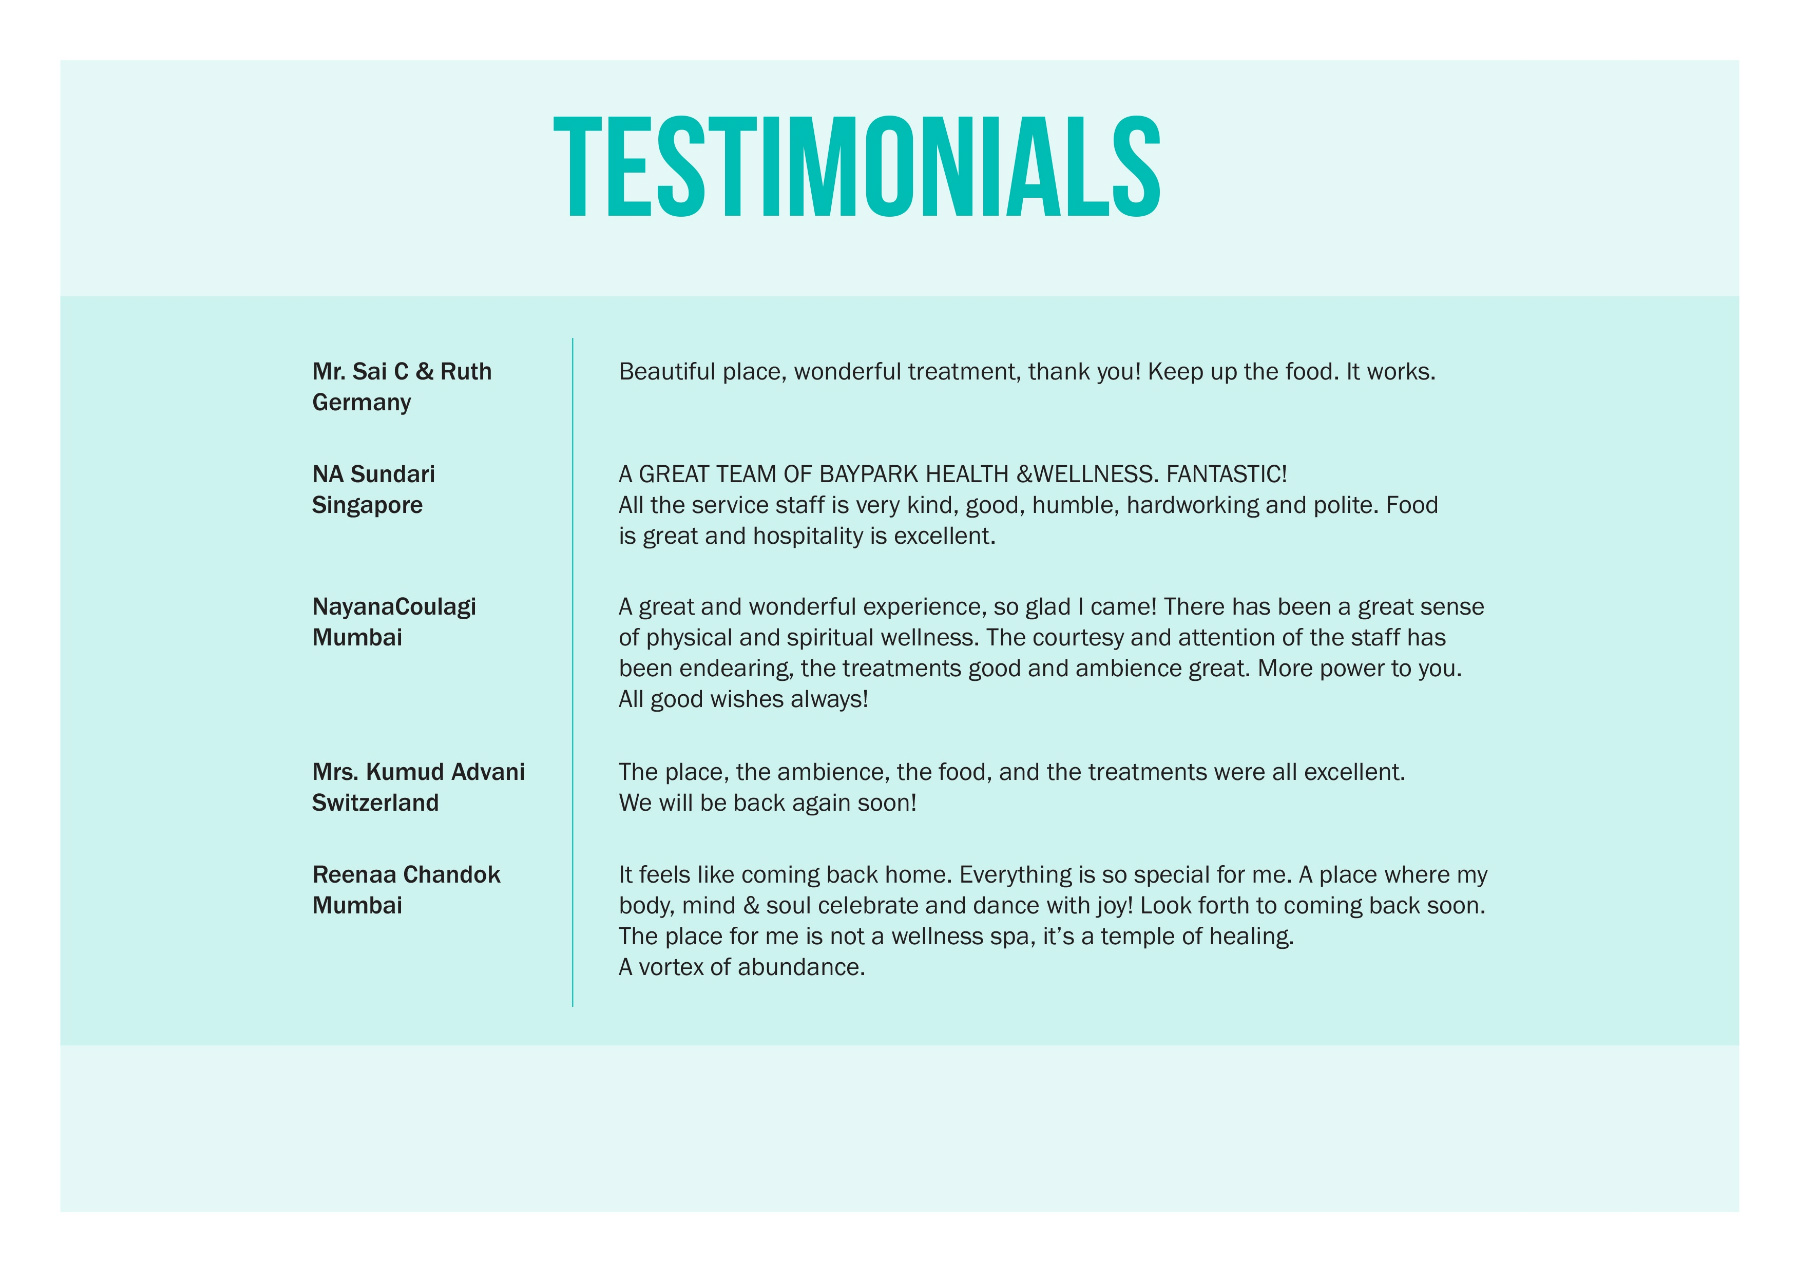 TESTIMONIALS
Mr. Sai C & Ruth
Germany
Beautiful place, wonderful treatment, thank you! Keep up the food. It works.
NA Sundari
Singapore
A GREAT TEAM OF BAYPARK HEALTH &WELLNESS. FANTASTIC!
All the service staff is very kind, good, humble, hardworking and polite. Food
is great and hospitality is excellent.
NayanaCoulagi
Mumbai
A great and wonderful experience, so glad I came! There has been a great sense
of physical and spiritual wellness. The courtesy and attention of the staff has
been endearing, the treatments good and ambience great. More power to you.
All good wishes always!
Mrs. Kumud Advani
Switzerland
The place, the ambience, the food, and the treatments were all excellent.
We will be back again soon!
Reenaa Chandok
Mumbai
It feels like coming back home. Everything is so special for me. A place where my
body, mind & soul celebrate and dance with joy! Look forth to coming back soon.
The place for me is not a wellness spa, it’s a temple of healing.
A vortex of abundance.